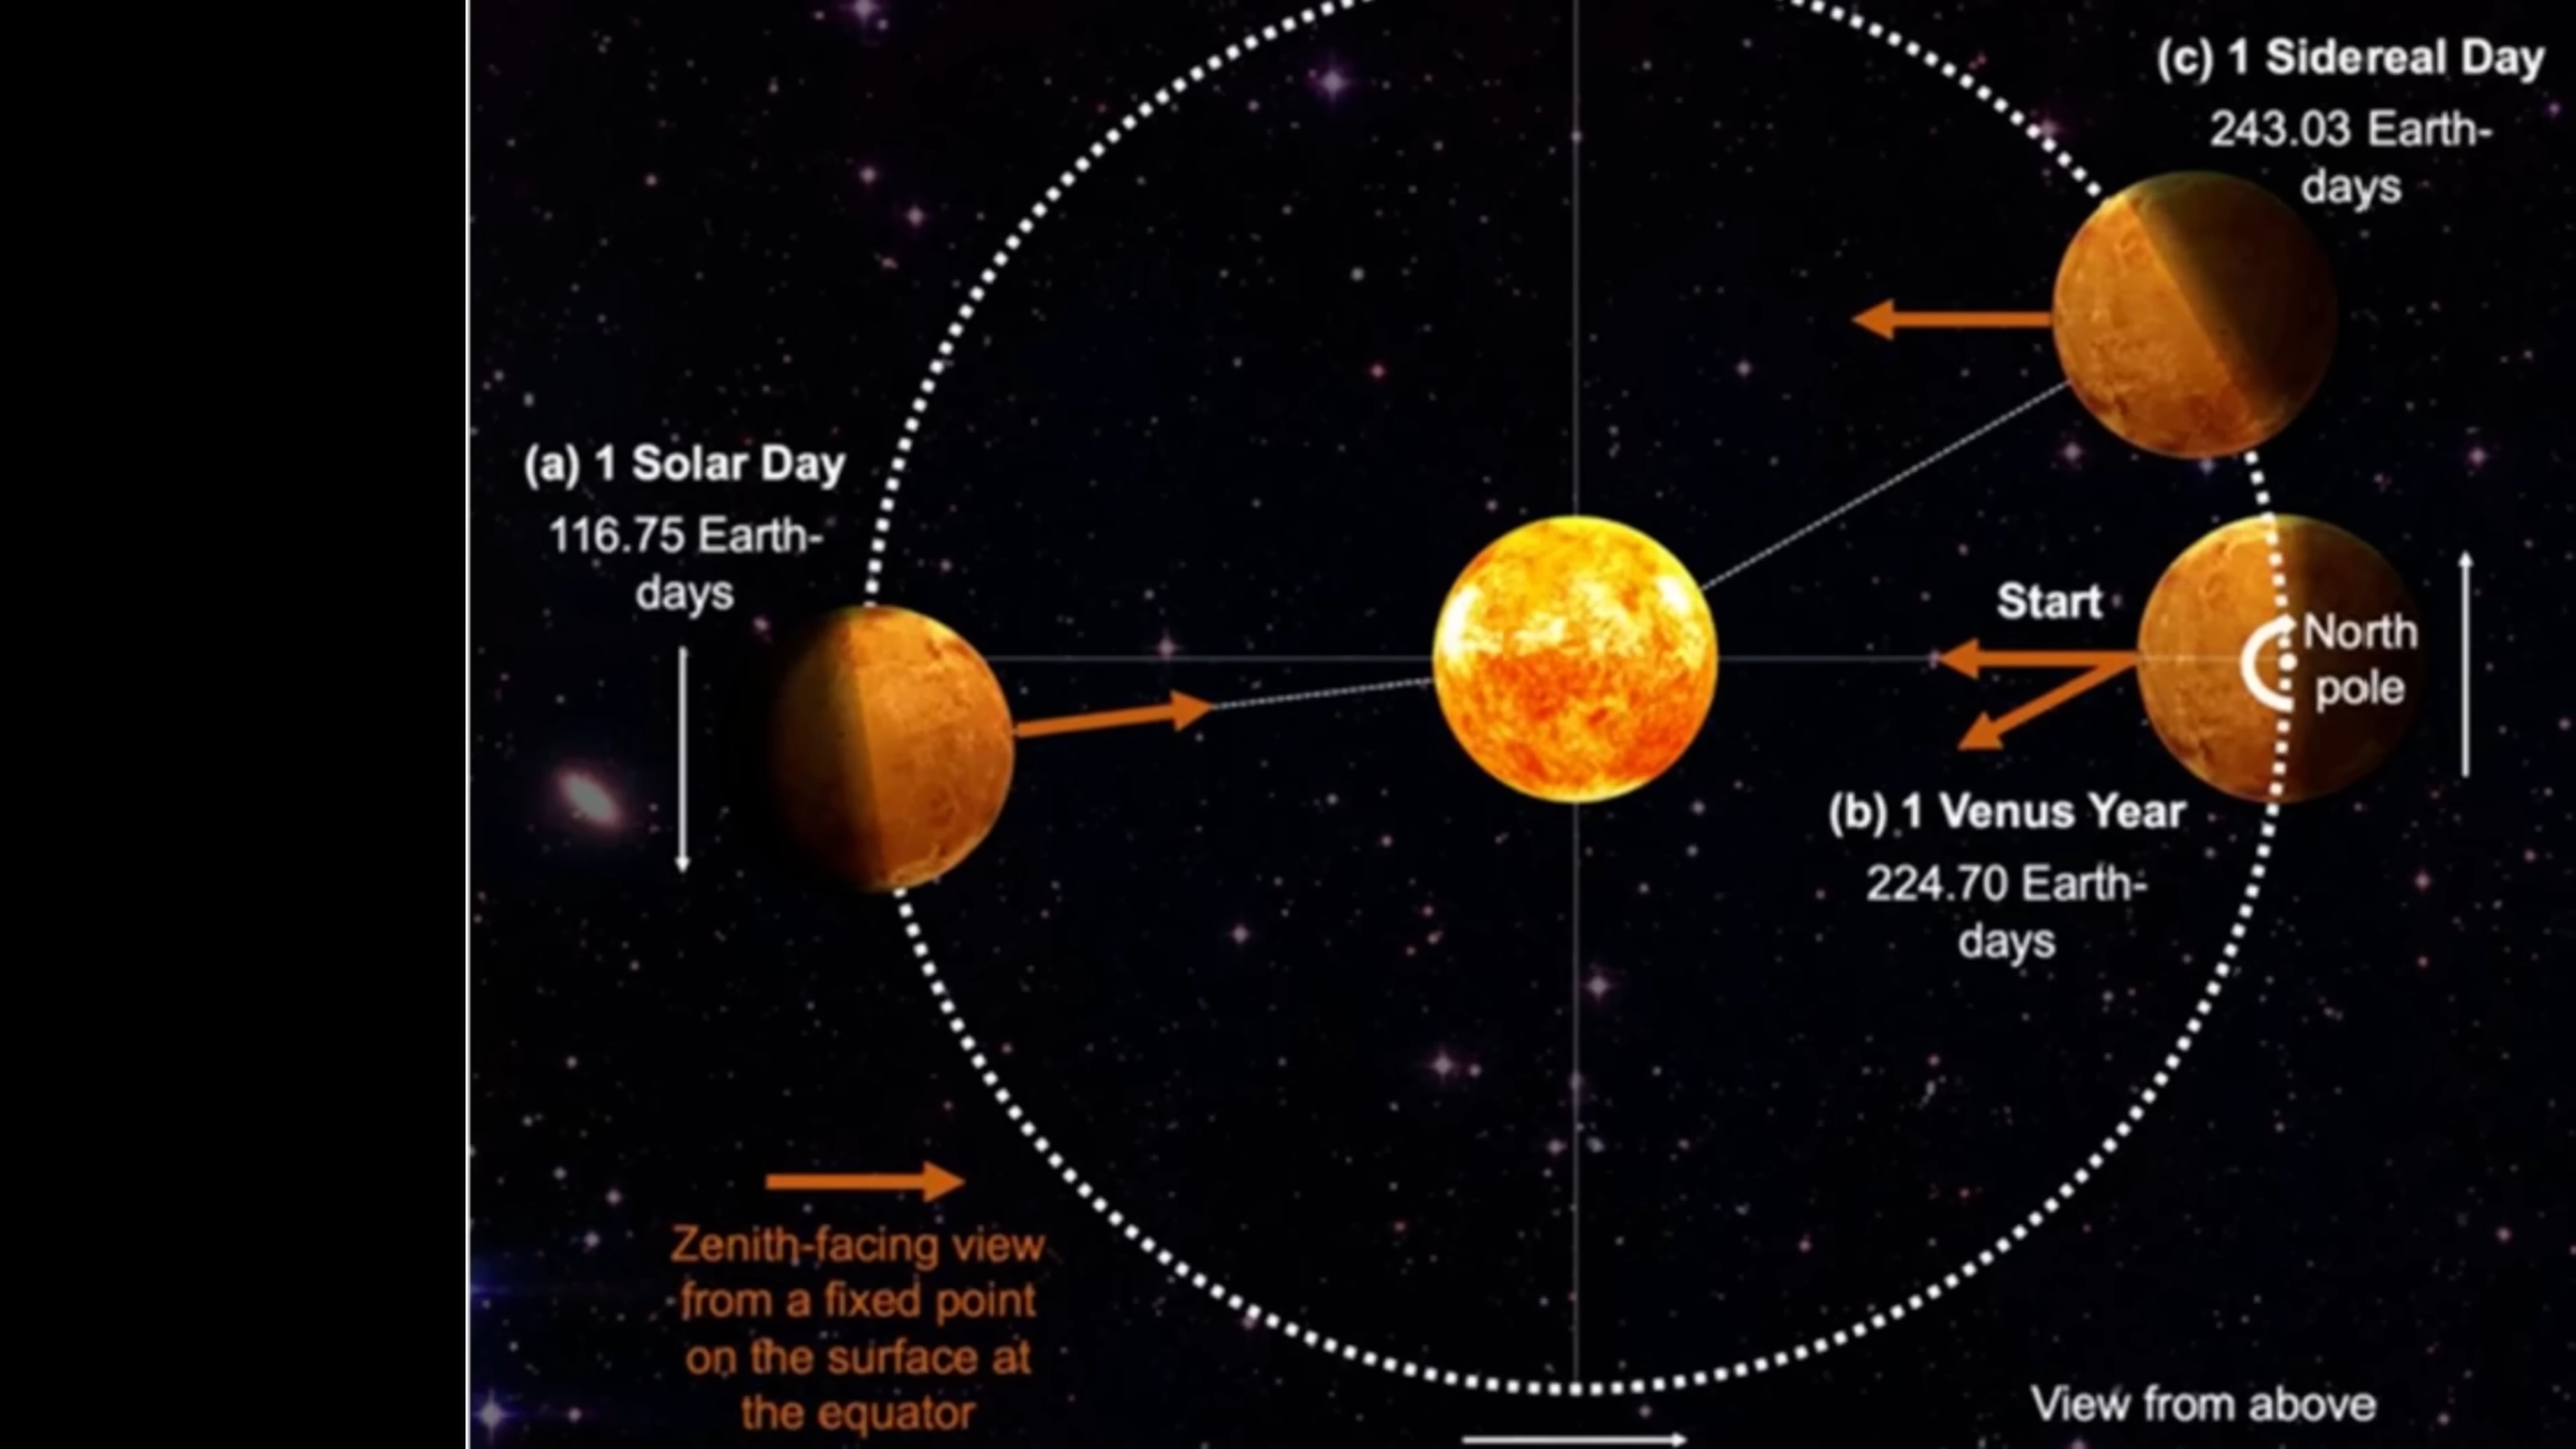 (c) 1 Sidereal Day
243.03 Earth-
days
(a) 1 Solar Day
116.75 Earth-
days
Start
North
pole
(b) 1 Venus Year
224.70 Earth-
days
Zenith-facing view
from a fixed point
on the surface at
the equator
View from above